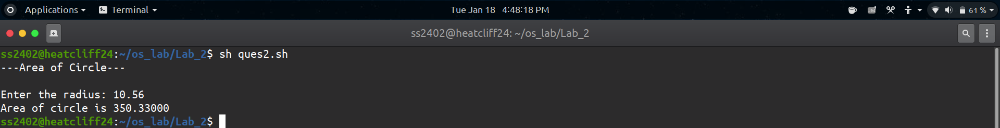 Applications Terminal Tue Jan 18 4:48:18 PM 94 61 %
ss2402@heatcliff24: ~/os_lab/Lab_2
ss2402@heatcliff24:~/os_lab/Lab_2$ sh ques2.sh
---Area of Circle---
Enter the radius: 10.56
Area of circle is 350.33000
ss2402@heatcliff24:~/os_lab/Lab_2$